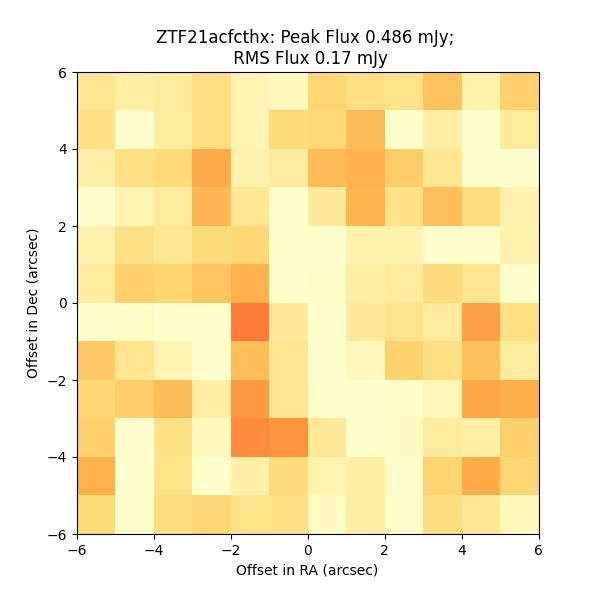 ZTF21acfcthx: Peak Flux 0.486 mJy;
RMS Flux 0.17 mJy
6
4
2
0
−2
−4
−6
Offset in Dec (arcsec)
−6 −4 −2 0 2 4 6
Offset in RA (arcsec)